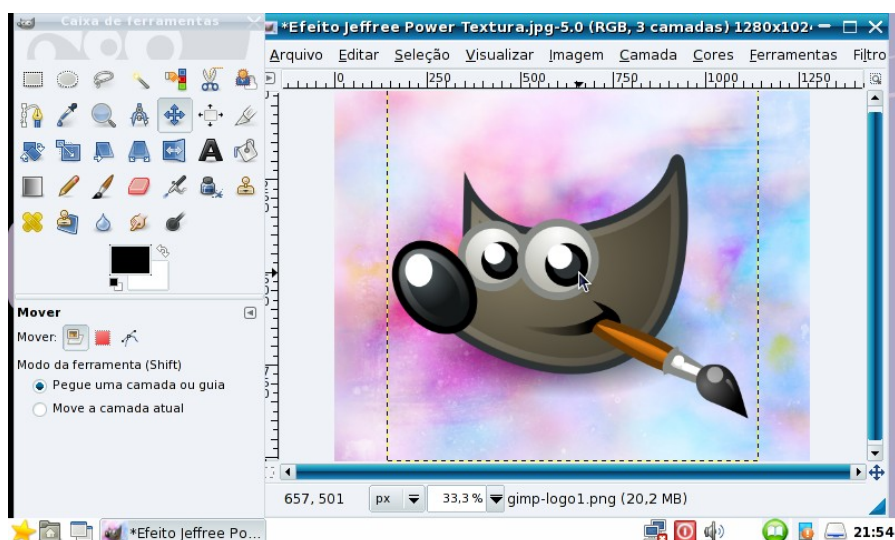 Caixa de ferramentas
*Efeito Jeffree Power Textura.jpg-5.0 (RGB, 3 camadas) 1280x102
Arquivo Editar Seleção Visualizar Imagem Camada Cores Ferramentas Filtro
0 250 500 750 1000 1250
Mover
Mover:
Modo da ferramenta (Shift)
Pegue uma camada ou guia
Move a camada atual
657, 501 px 33,3 % gimp-logo1.png (20,2 MB)
*Efeito Jeffree Po...
21:54